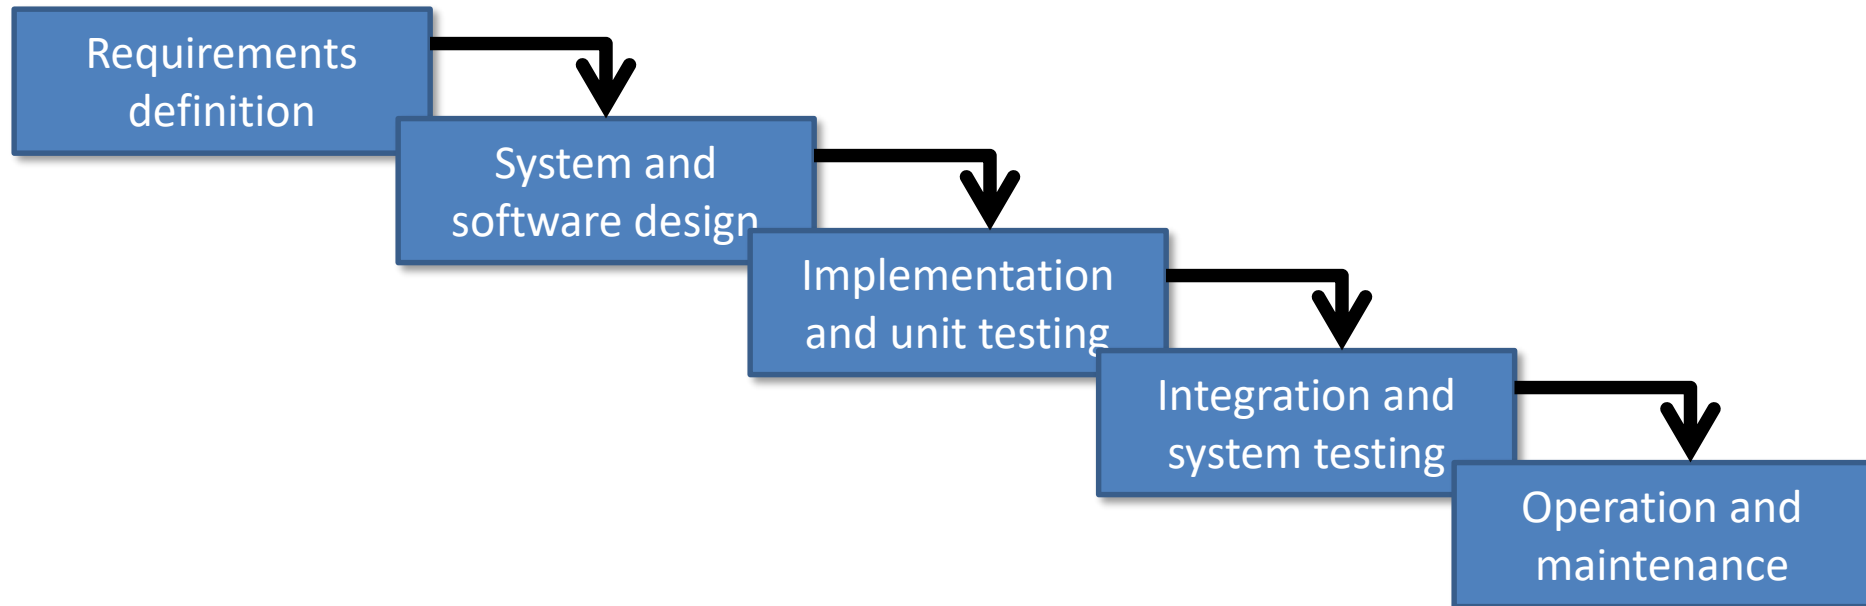 Requirements
definition
System and
software design
Implementation
and unit testing
Integration and
system testing
Operation and
maintenance